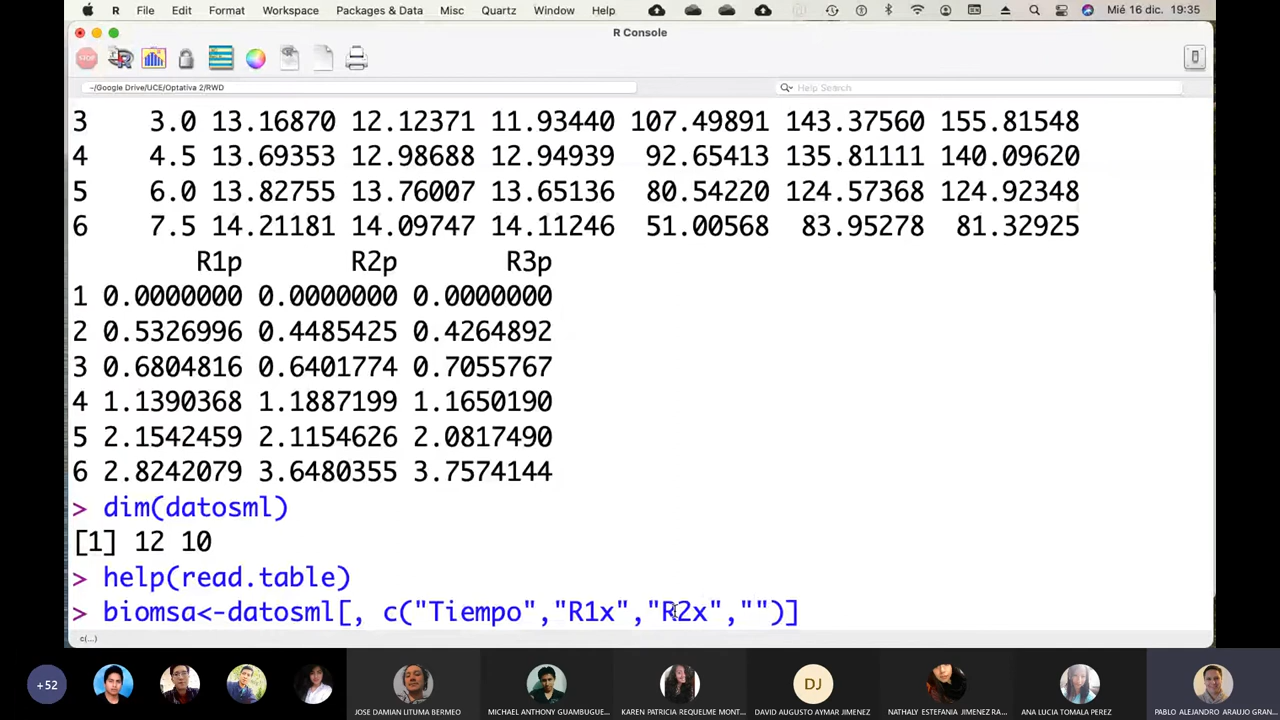 R File Edit Format Workspace Packages & Data Misc Quartz Window Help Mié 16 dic. 19:35
R Console
STOP
~/Google Drive/UCE/Optativa 2/RWD Help Search
3 3.0 13.16870 12.12371 11.93440 107.49891 143.37560 155.81548
4 4.5 13.69353 12.98688 12.94939 92.65413 135.81111 140.09620
5 6.0 13.82755 13.76007 13.65136 80.54220 124.57368 124.92348
6 7.5 14.21181 14.09747 14.11246 51.00568 83.95278 81.32925
R1p R2p R3p
1 0.0000000 0.0000000 0.0000000
2 0.5326996 0.4485425 0.4264892
3 0.6804816 0.6401774 0.7055767
4 1.1390368 1.1887199 1.1650190
5 2.1542459 2.1154626 2.0817490
6 2.8242079 3.6480355 3.7574144
> dim(datosml)
[1] 12 10
> help(read.table)
> biomsa<-datosml[, c("Tiempo","R1x","R2x","")]
c(...)
+52
DJ
JOSE DAMIAN LITUMA BERMEO MICHAEL ANTHONY GUAMBUGUE... KAREN PATRICIA REQUELME MONT... DAVID AUGUSTO AYMAR JIMENEZ NATHALY ESTEFANIA JIMENEZ RA... ANA LUCIA TOMALA PEREZ PABLO ALEJANDRO ARAUJO GRAN...